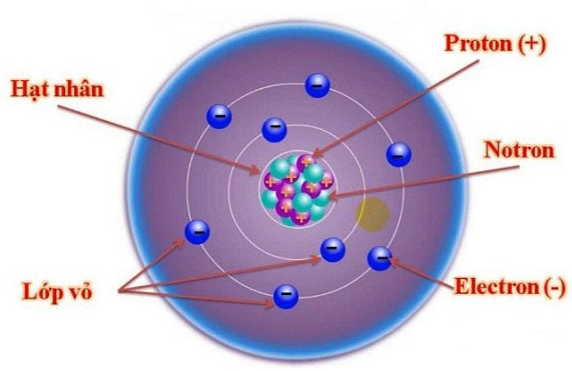 Proton (+)
Hạt nhân
Notron
Lớp vỏ
Electron (-)